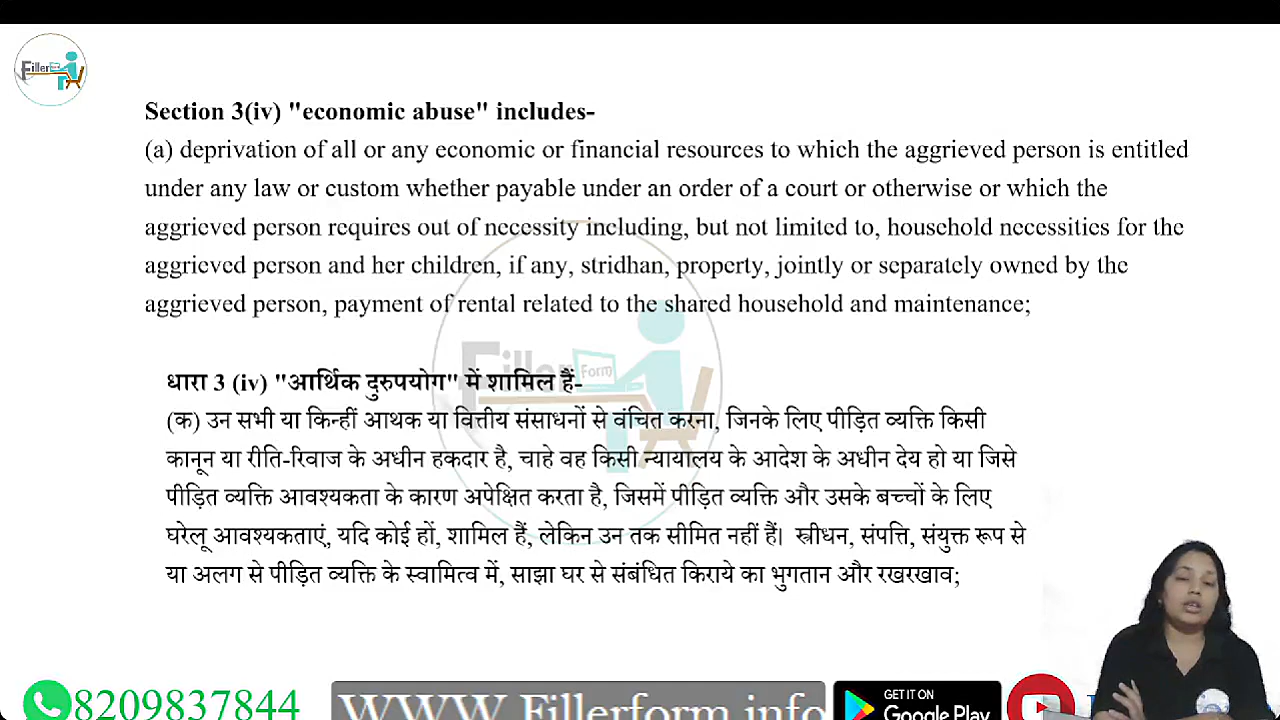 Fillerform
Section 3(iv) "economic abuse" includes-
(a) deprivation of all or any economic or financial resources to which the aggrieved person is entitled
under any law or custom whether payable under an order of a court or otherwise or which the
aggrieved person requires out of necessity including, but not limited to, household necessities for the
aggrieved person and her children, if any, stridhan, property, jointly or separately owned by the
aggrieved person, payment of rental related to the shared household and maintenance;
Filler Form
धारा 3 (iv) "आर्थिक दुरुपयोग" में शामिल हैं-
(क) उन सभी या किन्हीं आथक या वित्तीय संसाधनों से वंचित करना, जिनके लिए पीड़ित व्यक्ति किसी
कानून या रीति-रिवाज के अधीन हकदार है, चाहे वह किसी न्यायालय के आदेश के अधीन देय हो या जिसे
पीड़ित व्यक्ति आवश्यकता के कारण अपेक्षित करता है, जिसमें पीड़ित व्यक्ति और उसके बच्चों के लिए
घरेलू आवश्यकताएं, यदि कोई हों, शामिल हैं, लेकिन उन तक सीमित नहीं हैं। स्त्रीधन, संपत्ति, संयुक्त रूप से
या अलग से पीड़ित व्यक्ति के स्वामित्व में, साझा घर से संबंधित किराये का भुगतान और रखरखाव;
8209837844
WWW.Fillerform.info
GET IT ON
Google Play